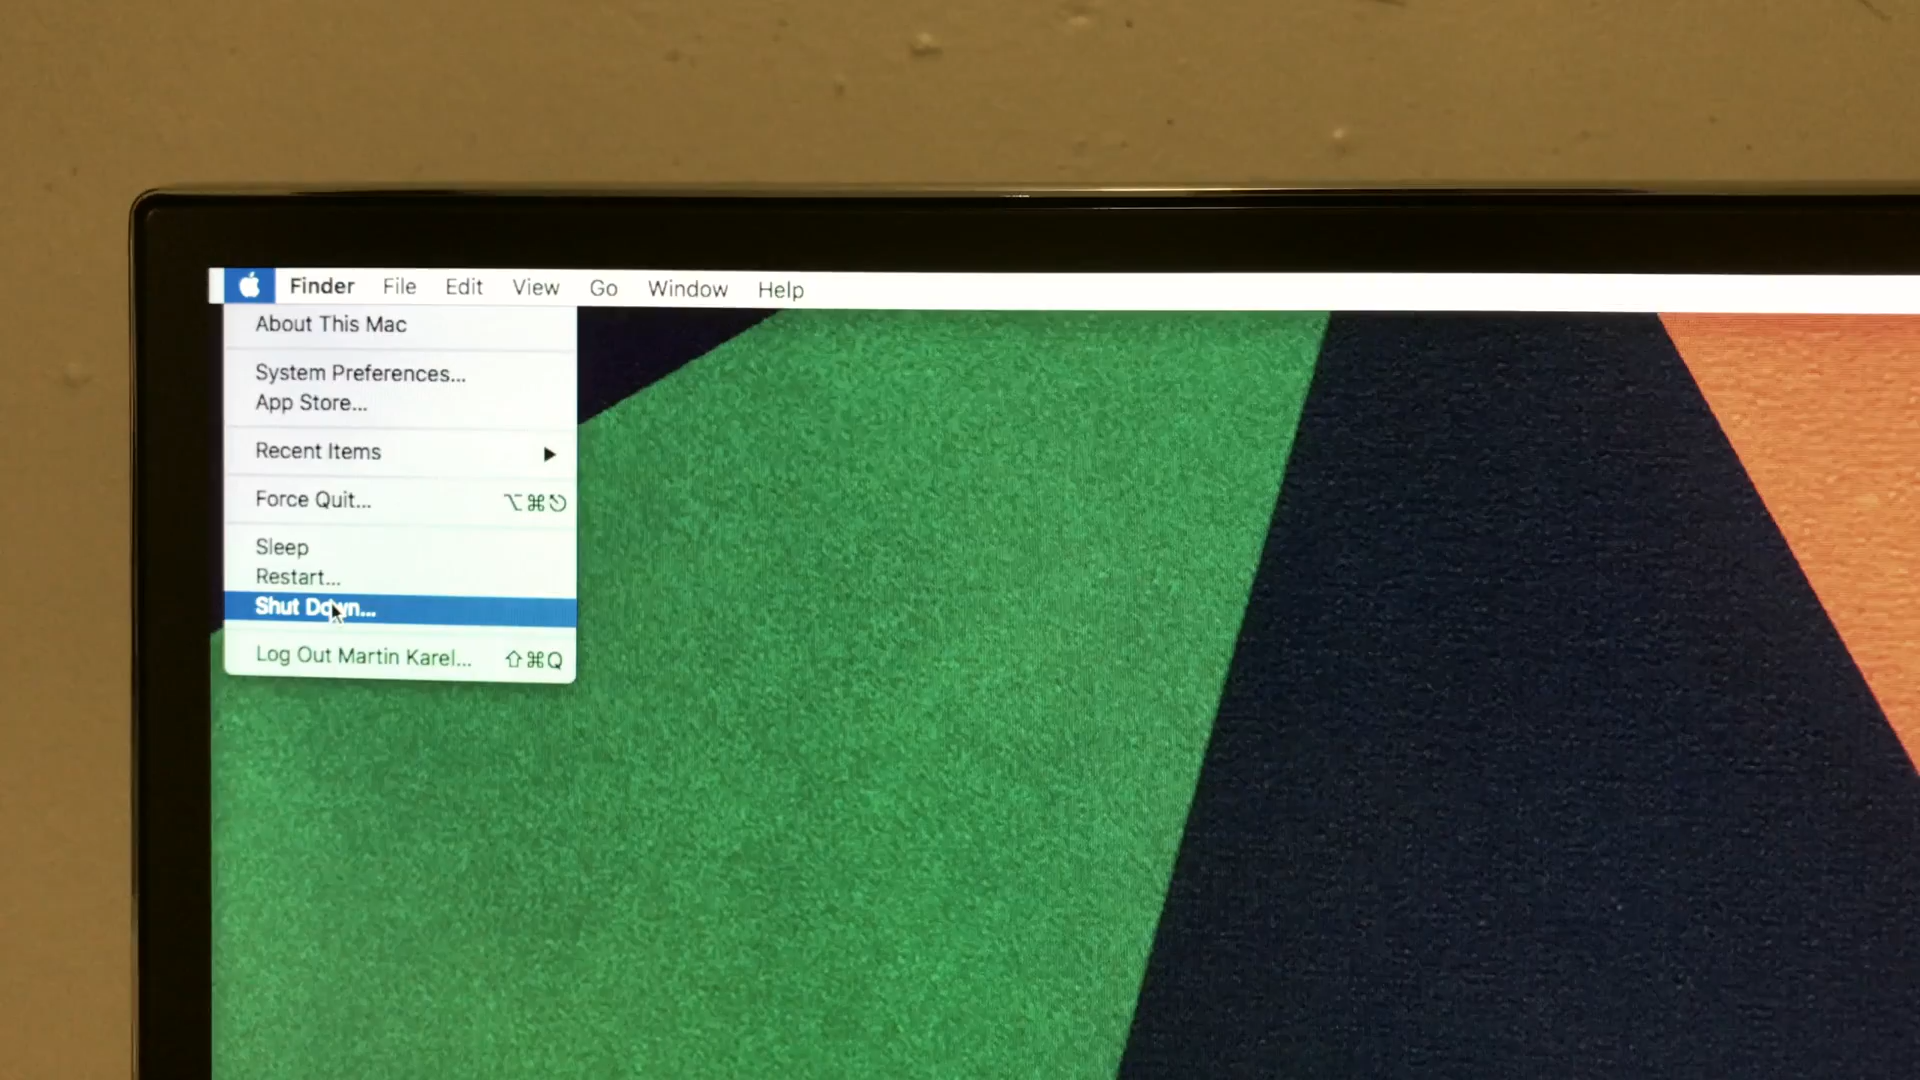 Finder File Edit View Go Window Help
About This Mac
System Preferences...
App Store...
Recent Items ▶
Force Quit... ⌥⌘⎋
Sleep
Restart...
Shut Down...
Log Out Martin Karel... ⇧⌘Q